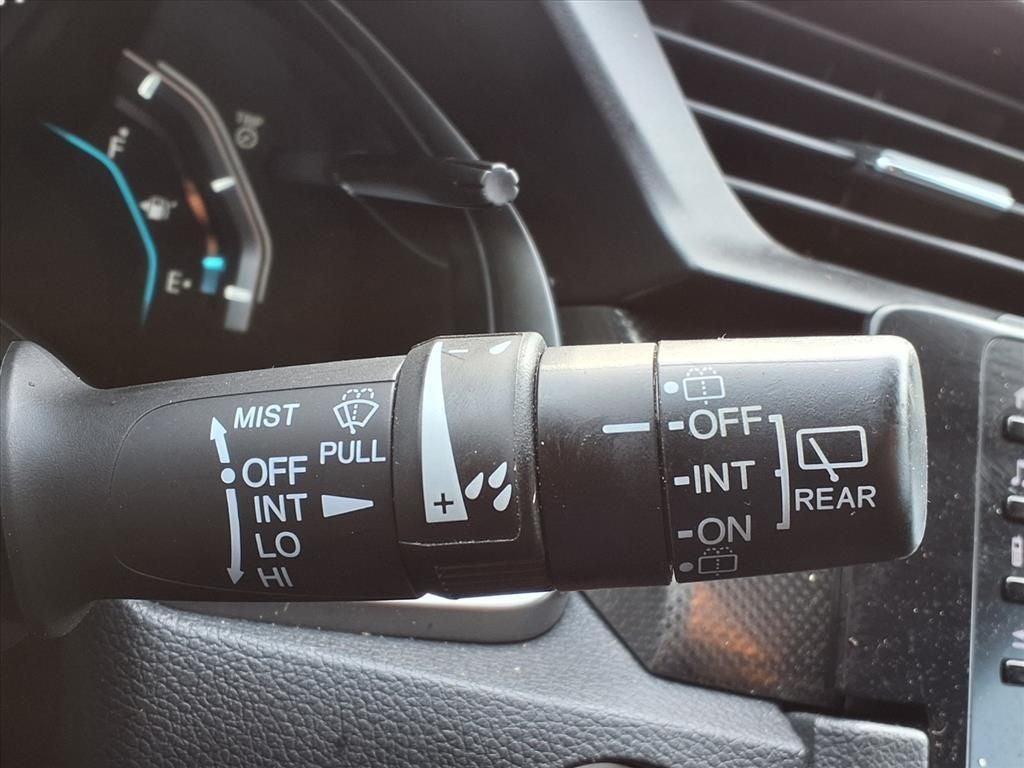 F
E
MIST
OFF
INT
LO
HI
PULL
+
OFF
INT
ON
REAR